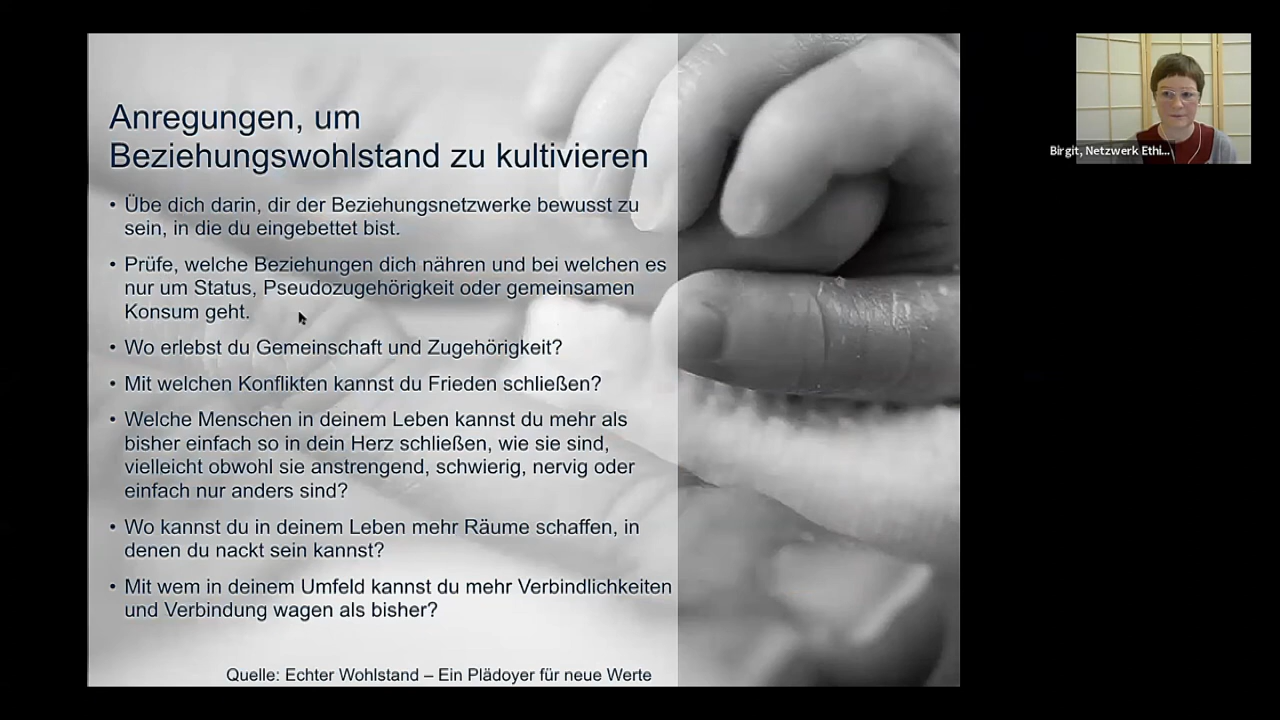 Anregungen, um
Beziehungswohlstand zu kultivieren
• Übe dich darin, dir der Beziehungsnetzwerke bewusst zu
sein, in die du eingebettet bist.
• Prüfe, welche Beziehungen dich nähren und bei welchen es
nur um Status, Pseudozugehörigkeit oder gemeinsamen
Konsum geht.
• Wo erlebst du Gemeinschaft und Zugehörigkeit?
• Mit welchen Konflikten kannst du Frieden schließen?
• Welche Menschen in deinem Leben kannst du mehr als
bisher einfach so in dein Herz schließen, wie sie sind,
vielleicht obwohl sie anstrengend, schwierig, nervig oder
einfach nur anders sind?
• Wo kannst du in deinem Leben mehr Räume schaffen, in
denen du nackt sein kannst?
• Mit wem in deinem Umfeld kannst du mehr Verbindlichkeiten
und Verbindung wagen als bisher?
Quelle: Echter Wohlstand – Ein Plädoyer für neue Werte
Birgit, Netzwerk Ethi...